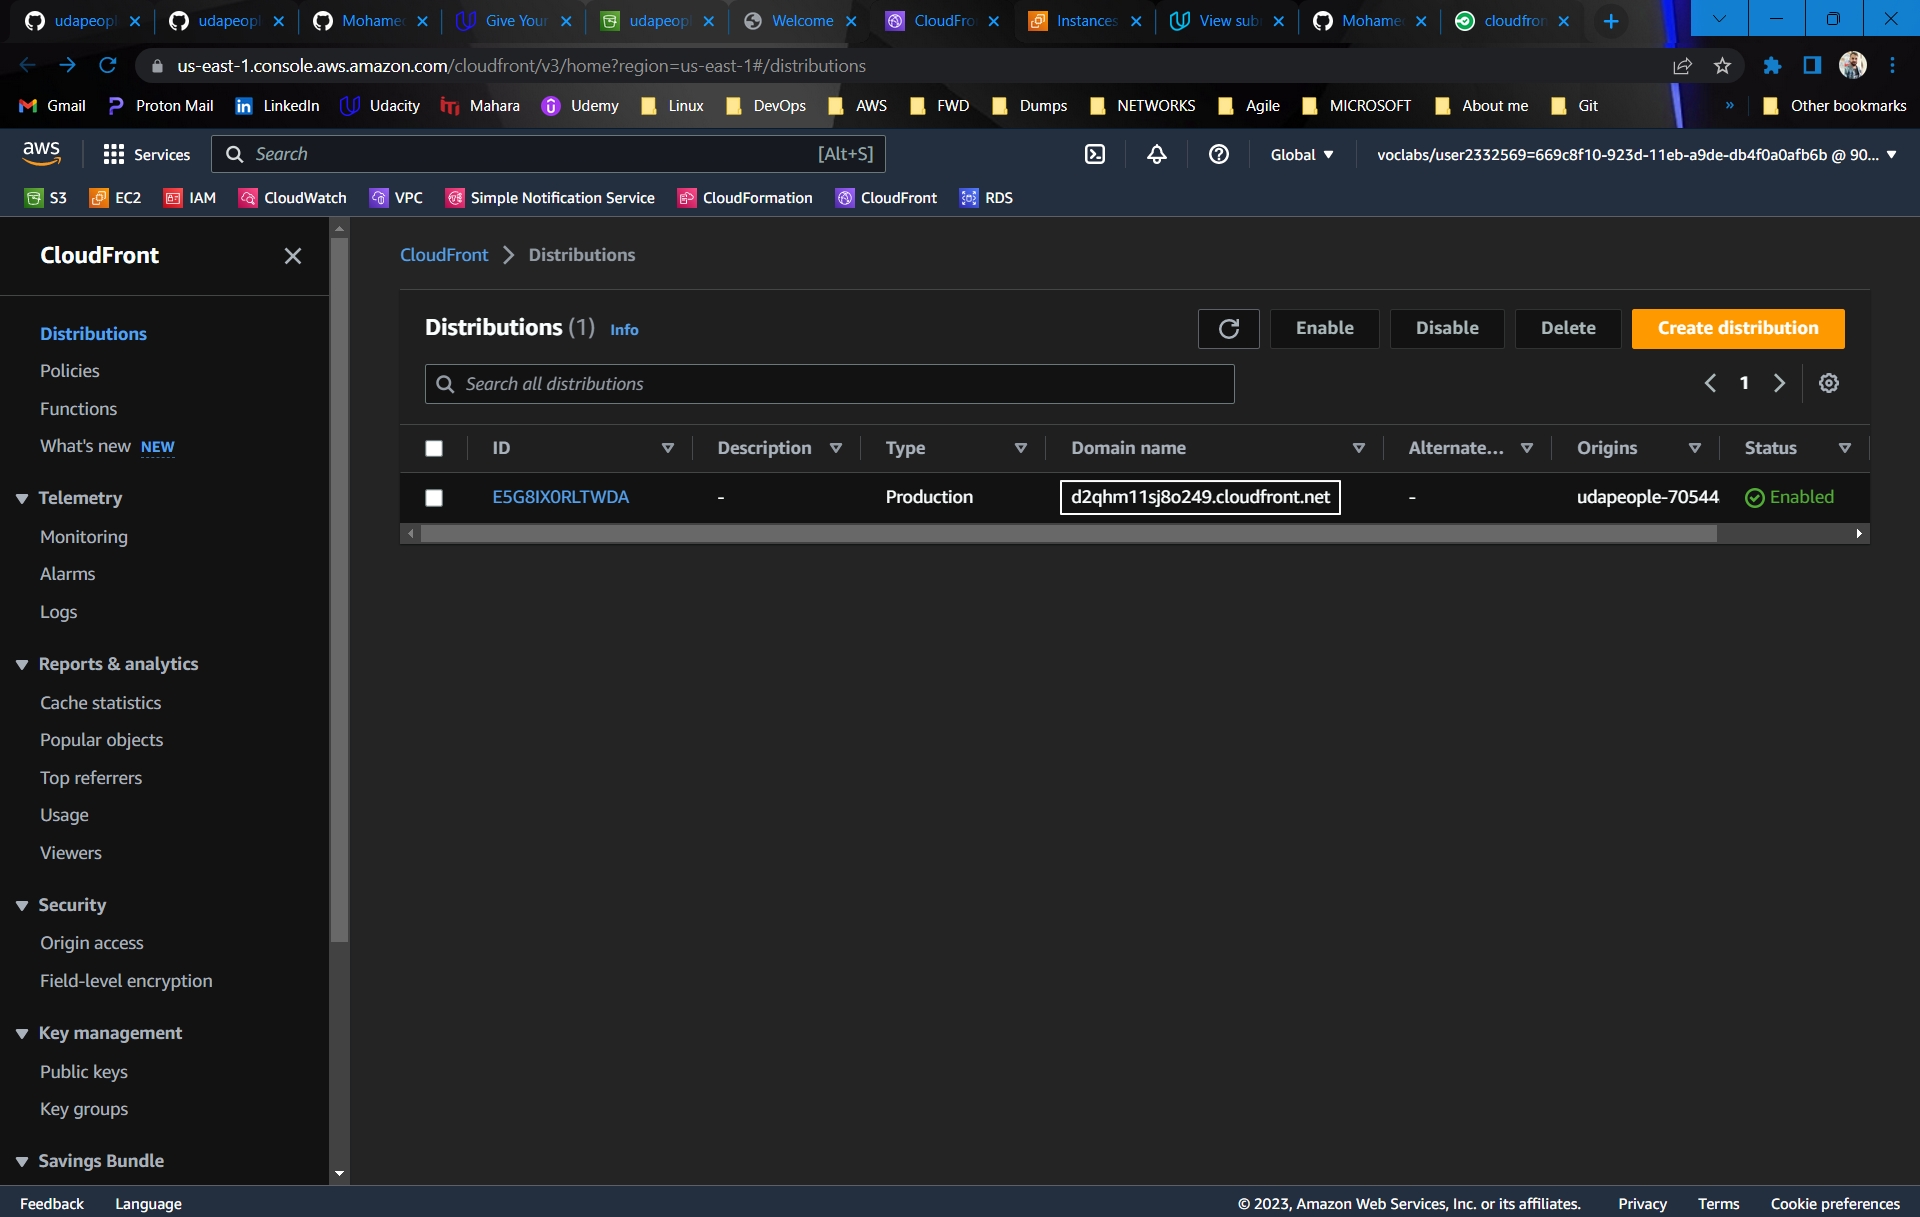 udapeopl
udapeopl
Mohamed
Give Your
udapeopl
Welcome
CloudFro
Instances
View sub
Mohame
cloudfron
us-east-1.console.aws.amazon.com/cloudfront/v3/home?region=us-east-1#/distributions
Gmail Proton Mail LinkedIn Udacity Mahara Udemy Linux DevOps AWS FWD Dumps NETWORKS Agile MICROSOFT About me Git » Other bookmarks
aws Services Search [Alt+S] Global voclabs/user2332569=669c8f10-923d-11eb-a9de-db4f0a0afb6b @ 90...
S3 EC2 IAM CloudWatch VPC Simple Notification Service CloudFormation CloudFront RDS
CloudFront
Distributions
Policies
Functions
What's new NEW
Telemetry
Monitoring
Alarms
Logs
Reports & analytics
Cache statistics
Popular objects
Top referrers
Usage
Viewers
Security
Origin access
Field-level encryption
Key management
Public keys
Key groups
Savings Bundle
CloudFront Distributions
Distributions (1) Info
Enable Disable Delete Create distribution
Search all distributions
1
ID Description Type Domain name Alternate... Origins Status
E5G8IX0RLTWDA - Production d2qhm11sj8o249.cloudfront.net - udapeople-70544 Enabled
Feedback Language © 2023, Amazon Web Services, Inc. or its affiliates. Privacy Terms Cookie preferences